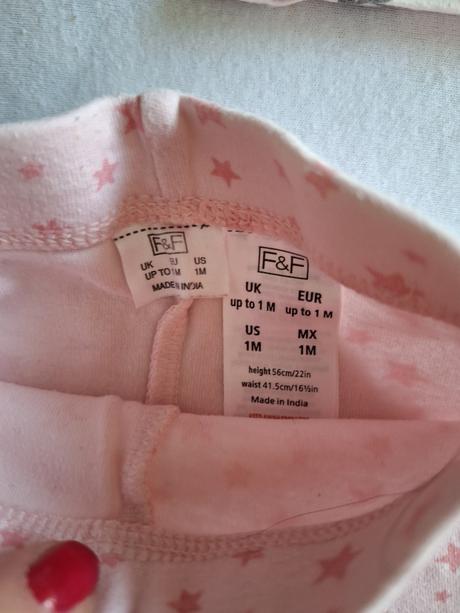 F&F
UK EU US
UP TO 1M 1M
MADE IN INDIA
F&F
UK EUR
up to 1 M up to 1 M
US MX
1M 1M
height 56cm/22in
waist 41.5cm/16½in
Made in India